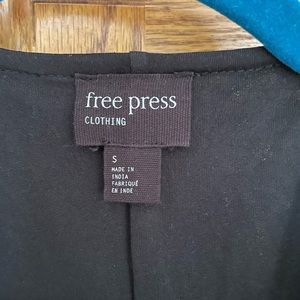 free press
CLOTHING
S
MADE IN
INDIA
FABRIQUÉ
EN INDE